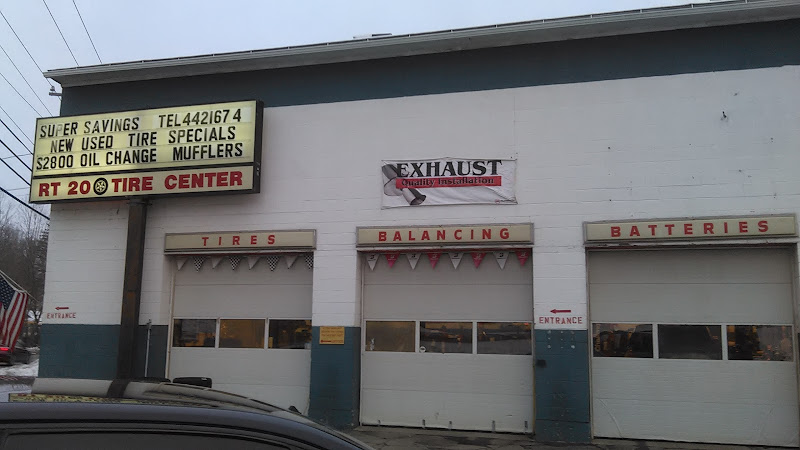 SUPER SAVINGS TEL4421674
NEW USED TIRE SPECIALS
S2800 OIL CHANGE MUFFLERS
RT 20 TIRE CENTER
EXHAUST
Quality Installation
TIRES
BALANCING
BATTERIES
ENTRANCE
ENTRANCE